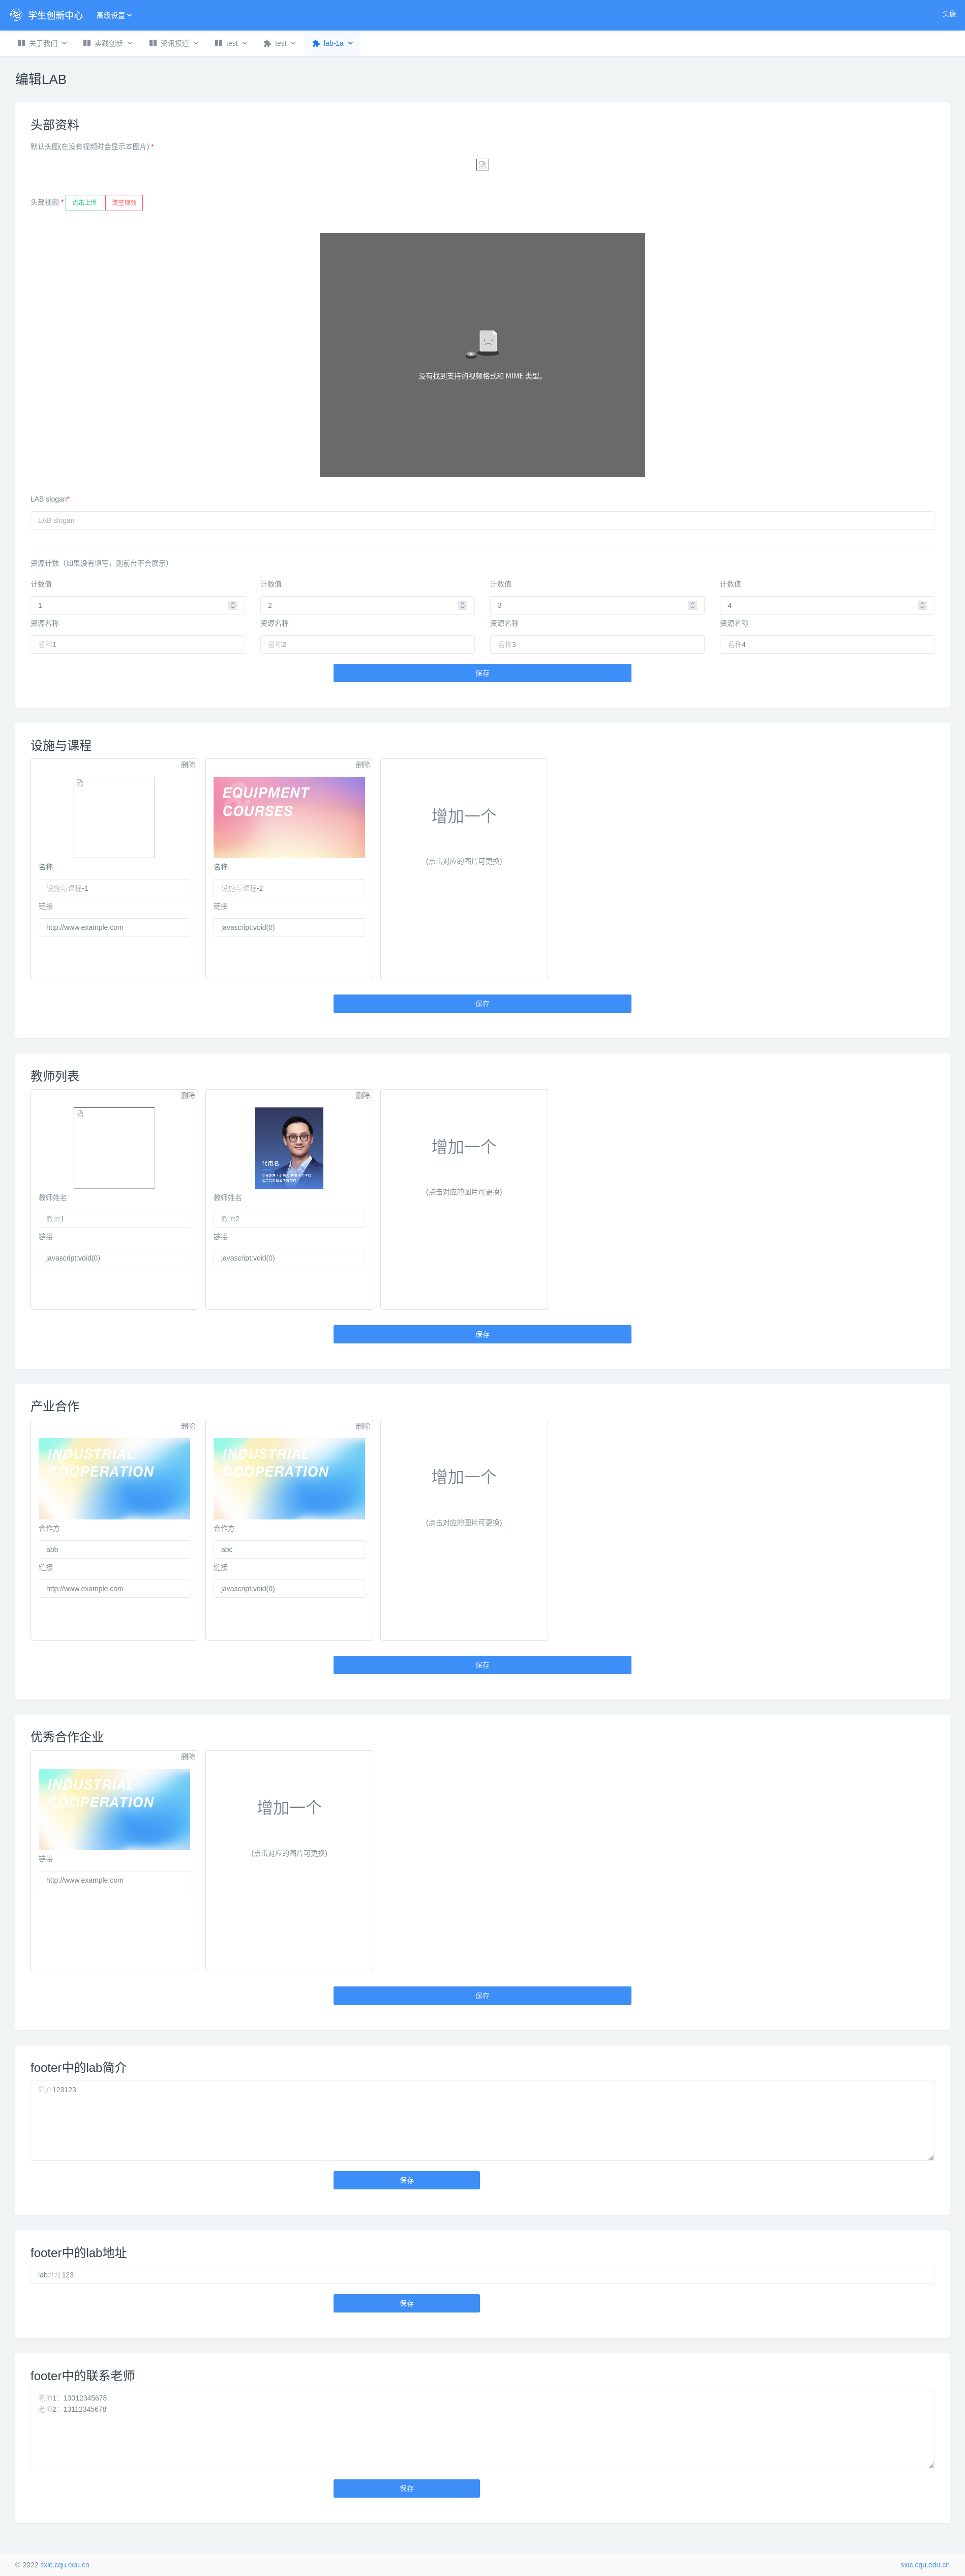 学生创新中心 高级设置 头像
关于我们 实践创新 资讯报道 test test lab-1a
编辑LAB
头部资料
默认头图(在没有视频时会显示本图片) *
头部视频 * 点击上传 清空视频
没有找到支持的视频格式和 MIME 类型。
LAB slogan*
LAB slogan
资源计数（如果没有填写，则前台不会展示）
计数值 计数值 计数值 计数值
1 2 3 4
资源名称 资源名称 资源名称 资源名称
名称1 名称2 名称3 名称4
保存
设施与课程
删除 删除
EQUIPMENT
COURSES
增加一个
(点击对应的图片可更换)
名称 名称
设施与课程-1 设施与课程-2
链接 链接
http://www.example.com javascript:void(0)
保存
教师列表
删除 删除
代用名
增加一个
(点击对应的图片可更换)
教师姓名 教师姓名
教师1 教师2
链接 链接
javascript:void(0) javascript:void(0)
保存
产业合作
删除 删除
INDUSTRIAL INDUSTRIAL
COOPERATION COOPERATION
增加一个
(点击对应的图片可更换)
合作方 合作方
abb abc
链接 链接
http://www.example.com javascript:void(0)
保存
优秀合作企业
删除
INDUSTRIAL
COOPERATION
增加一个
(点击对应的图片可更换)
链接
http://www.example.com
保存
footer中的lab简介
简介123123
保存
footer中的lab地址
lab地址123
保存
footer中的联系老师
老师1：13012345678
老师2：13112345678
保存
© 2022 sxic.cqu.edu.cn sxic.cqu.edu.cn